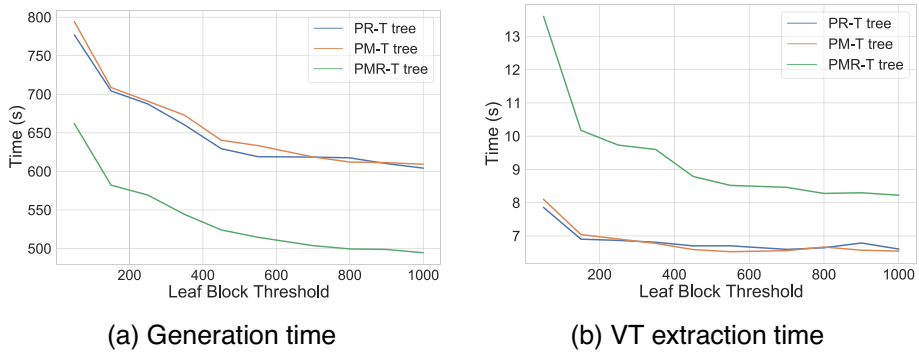 800
750
700
650
600
550
500
Time (s)
PR-T tree
PM-T tree
PMR-T tree
200 400 600 800 1000
Leaf Block Threshold
(a) Generation time
13
12
11
10
9
8
7
Time (s)
PR-T tree
PM-T tree
PMR-T tree
200 400 600 800 1000
Leaf Block Threshold
(b) VT extraction time